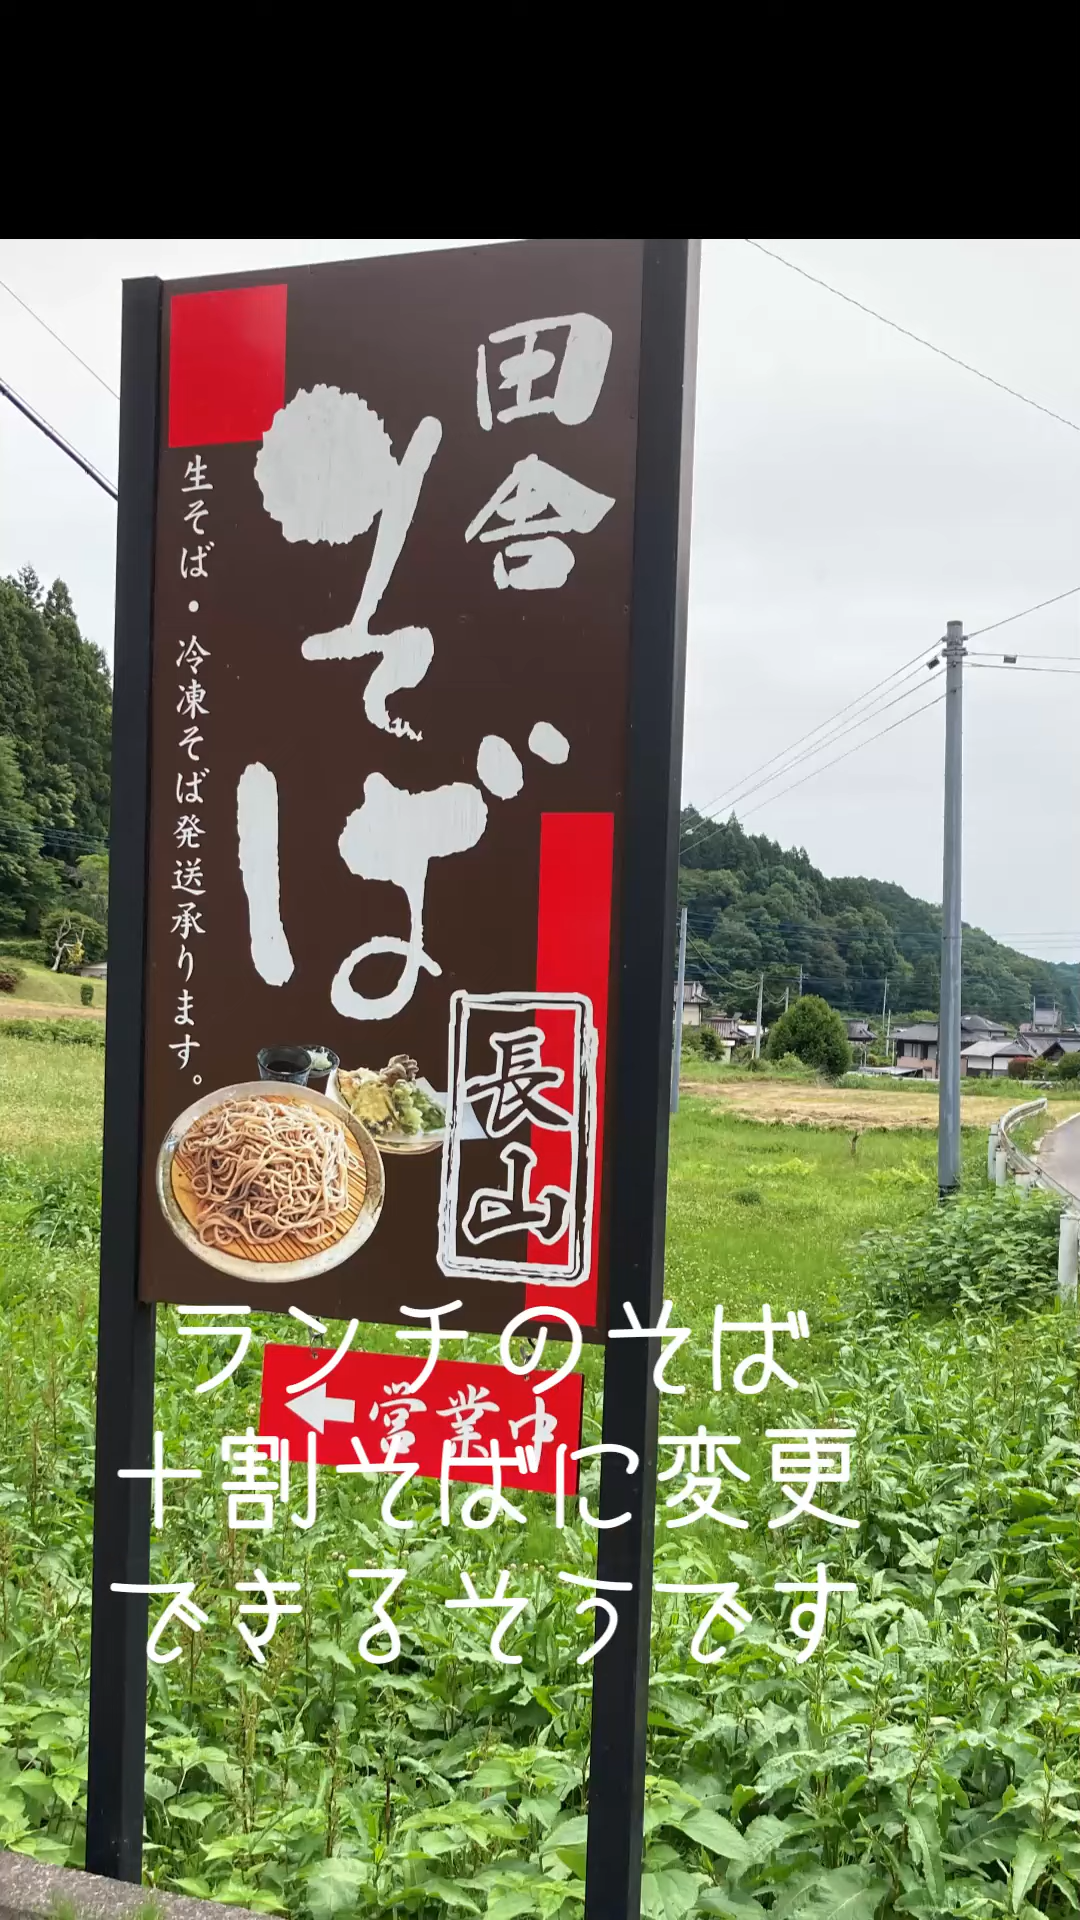 田舎
そば
長山
生そば・冷凍そば発送承ります。
営業中
ランチのそば
十割そばに変更
できるそうです